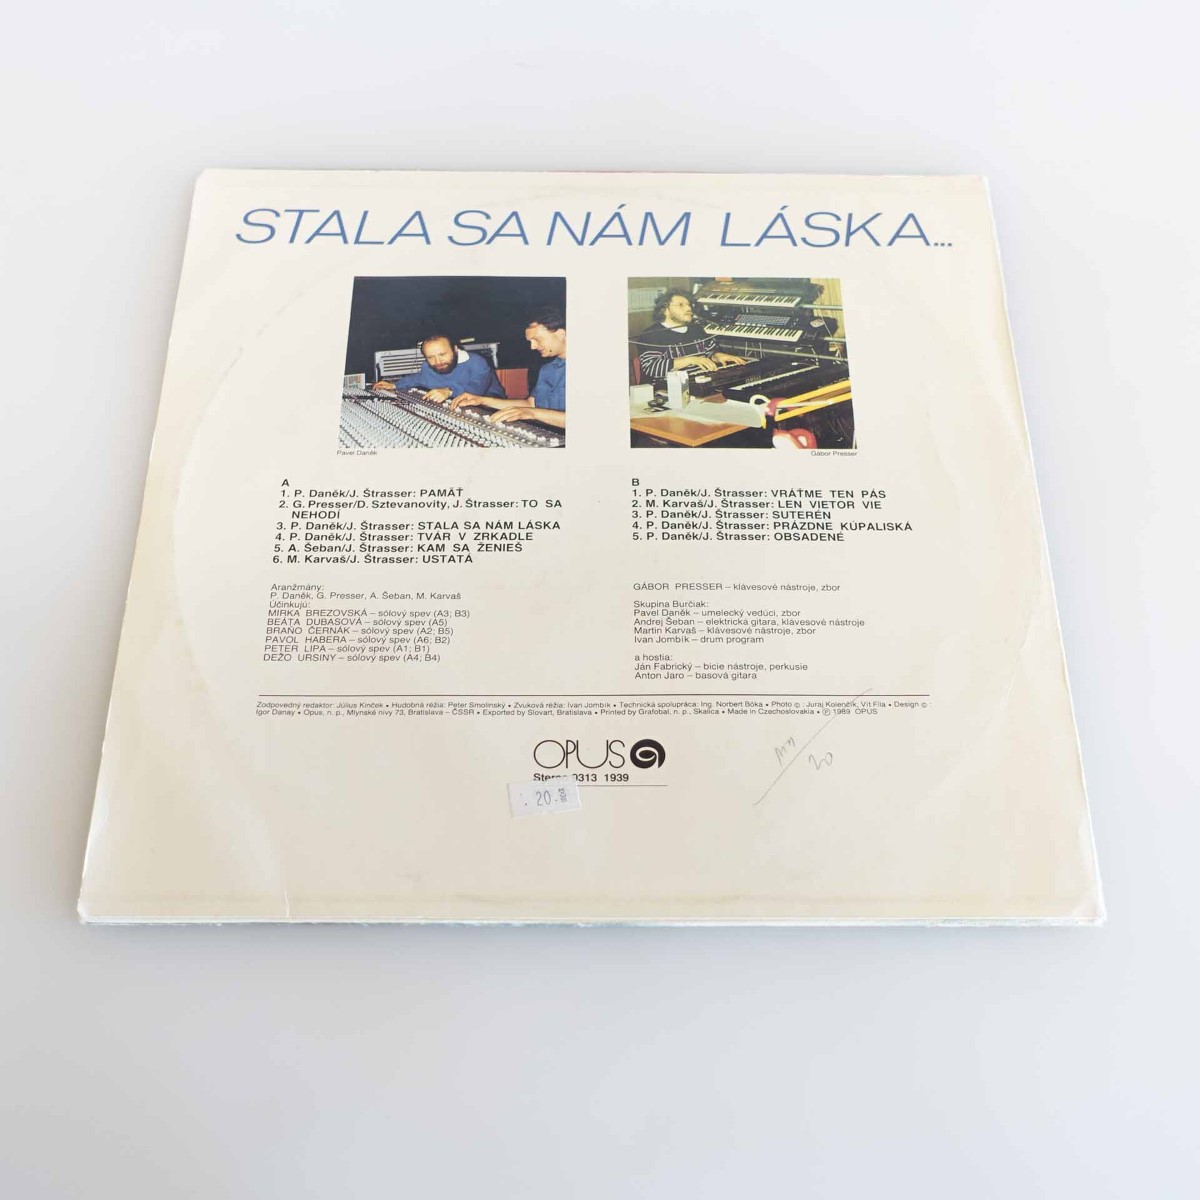 STALA SA NÁM LÁSKA...
Pavel Daněk
Gábor Presser
A
1. P. Daněk/J. Štrasser: PAMÄŤ
2. G. Presser/D. Sztevanovity, J. Štrasser: TO SA
NEHODÍ
3. P. Daněk/J. Štrasser: STALA SA NÁM LÁSKA
4. P. Daněk/J. Štrasser: TVÁR V ZRKADLE
5. A. Šeban/J. Štrasser: KAM SA ŽENIEŠ
6. M. Karvaš/J. Štrasser: USTATÁ
B
1. P. Daněk/J. Štrasser: VRÁŤME TEN PÁS
2. M. Karvaš/J. Štrasser: LEN VIETOR VIE
3. P. Daněk/J. Štrasser: SUTERÉN
4. P. Daněk/J. Štrasser: PRÁZDNE KÚPALISKÁ
5. P. Daněk/J. Štrasser: OBSADENÉ
Aranžmány:
P. Daněk, G. Presser, A. Šeban, M. Karvaš
Účinkujú:
MIRKA BREZOVSKÁ – sólový spev (A3; B3)
BEÁTA DUBASOVÁ – sólový spev (A5)
BRAŇO ČERNÁK – sólový spev (A2; B5)
PAVOL HABERA – sólový spev (A6; B2)
PETER LIPA – sólový spev (A1; B1)
DEŽO URSINY – sólový spev (A4; B4)
GÁBOR PRESSER – klávesové nástroje, zbor
Skupina Burčiak:
Pavel Daněk – umelecký vedúci, zbor
Andrej Šeban – elektrická gitara, klávesové nástroje
Martin Karvaš – klávesové nástroje, zbor
Ivan Jombík – drum program
a hostia:
Ján Fabrický – bicie nástroje, perkusie
Anton Jaro – basová gitara
Zodpovedný redaktor: Július Kinček • Hudobná réžia: Peter Smolinský • Zvuková réžia: Ivan Jombík • Technická spolupráca: Ing. Norbert Bóka • Photo © : Juraj Kolenčík, Vít Fila • Design © :
Igor Danay • Opus, n. p., Mlynské nivy 73, Bratislava – ČSSR • Exported by Slovart, Bratislava • Printed by Grafobal, n. p., Skalica • Made in Czechoslovakia • ℗ 1989 OPUS
OPUS
Stereo 9313 1939
20.-
20